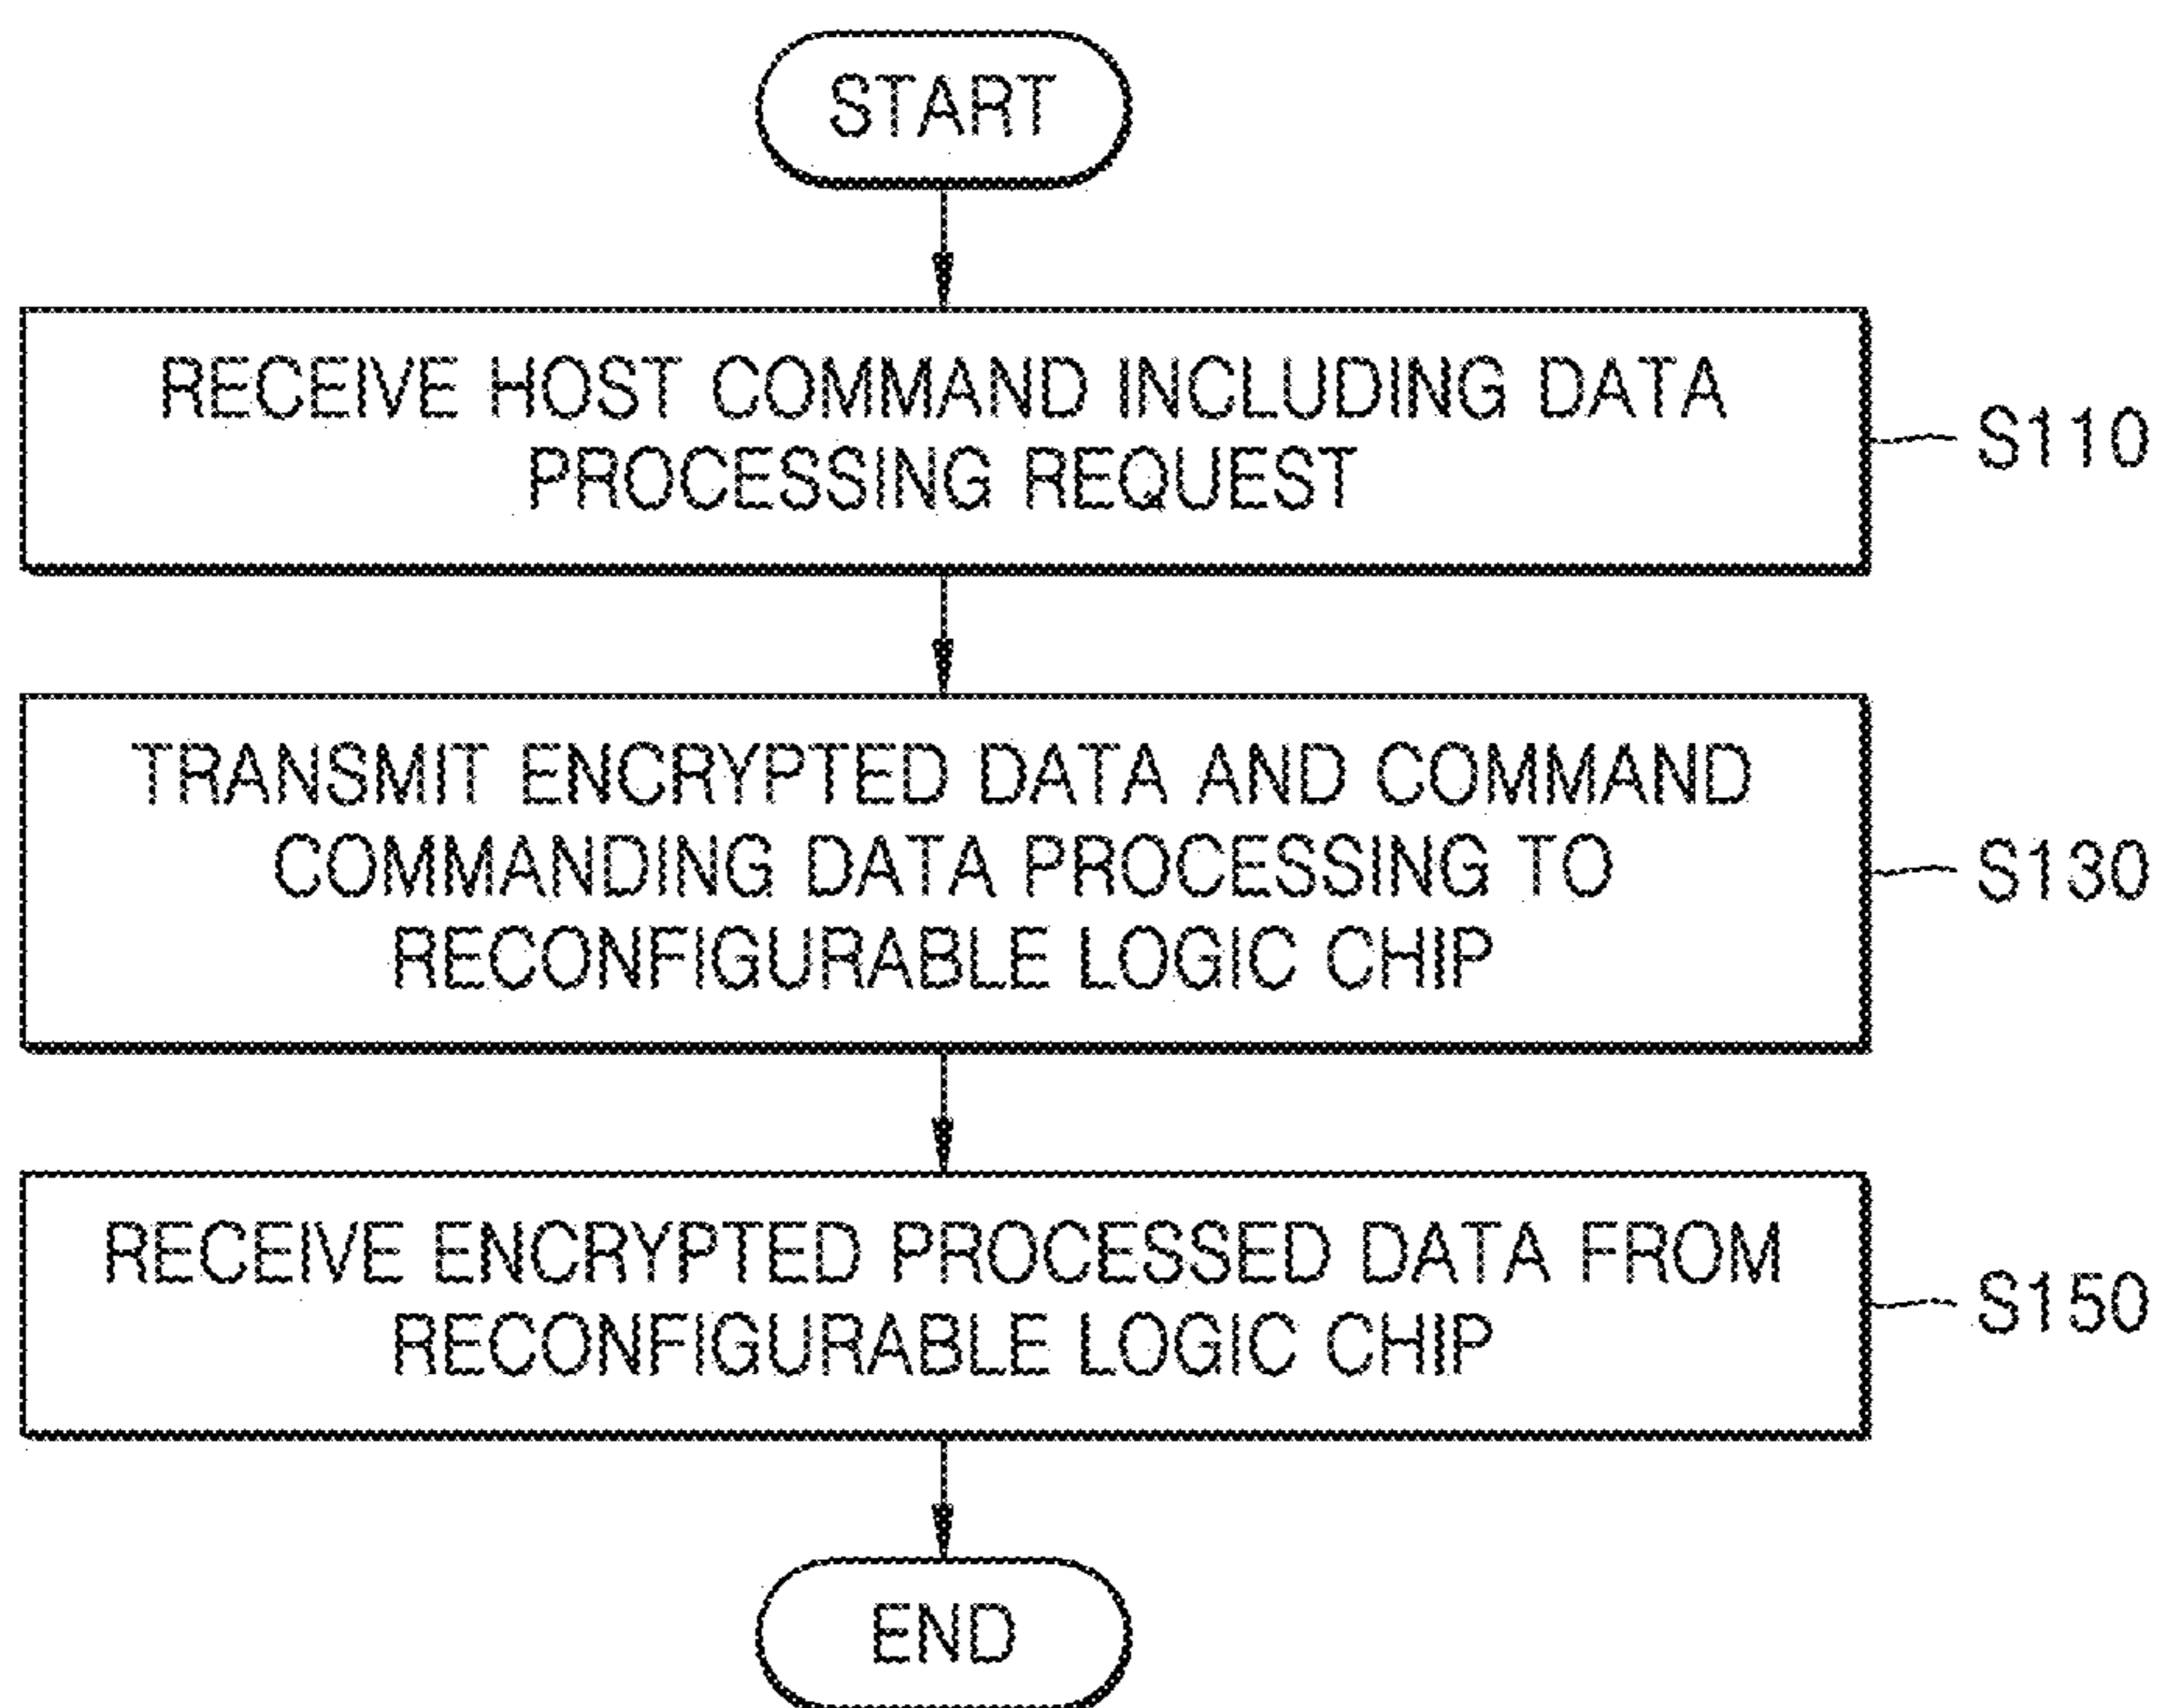 START
RECEIVE HOST COMMAND INCLUDING DATA
PROCESSING REQUEST
S110
TRANSMIT ENCRYPTED DATA AND COMMAND
COMMANDING DATA PROCESSING TO
RECONFIGURABLE LOGIC CHIP
S130
RECEIVE ENCRYPTED PROCESSED DATA FROM
RECONFIGURABLE LOGIC CHIP
S150
END